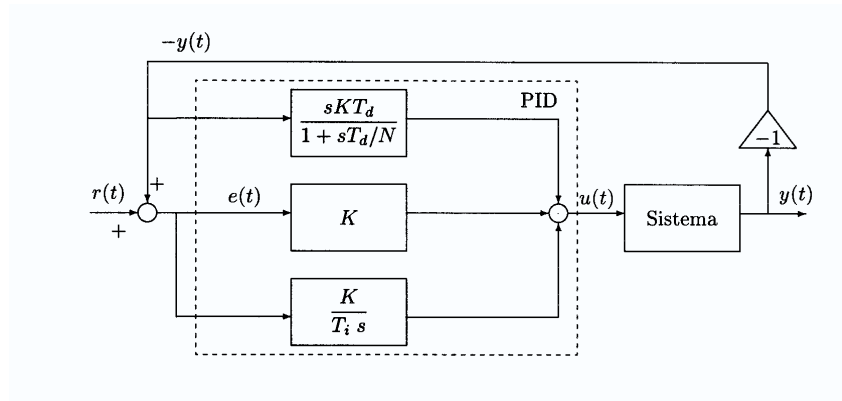 −y(t)
PID
sKT_d
1 + sT_d/N
−1
r(t)
+
+
e(t)
K
u(t)
Sistema
y(t)
K
T_i s